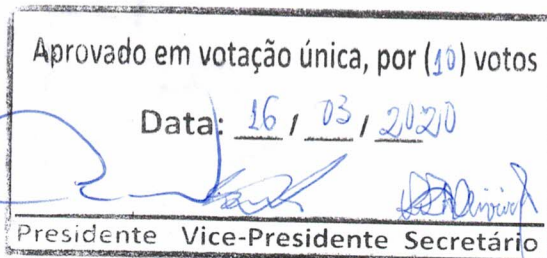 Aprovado em votação única, por (10) votos
Data: 16 / 03 / 2020
Presidente Vice-Presidente Secretário